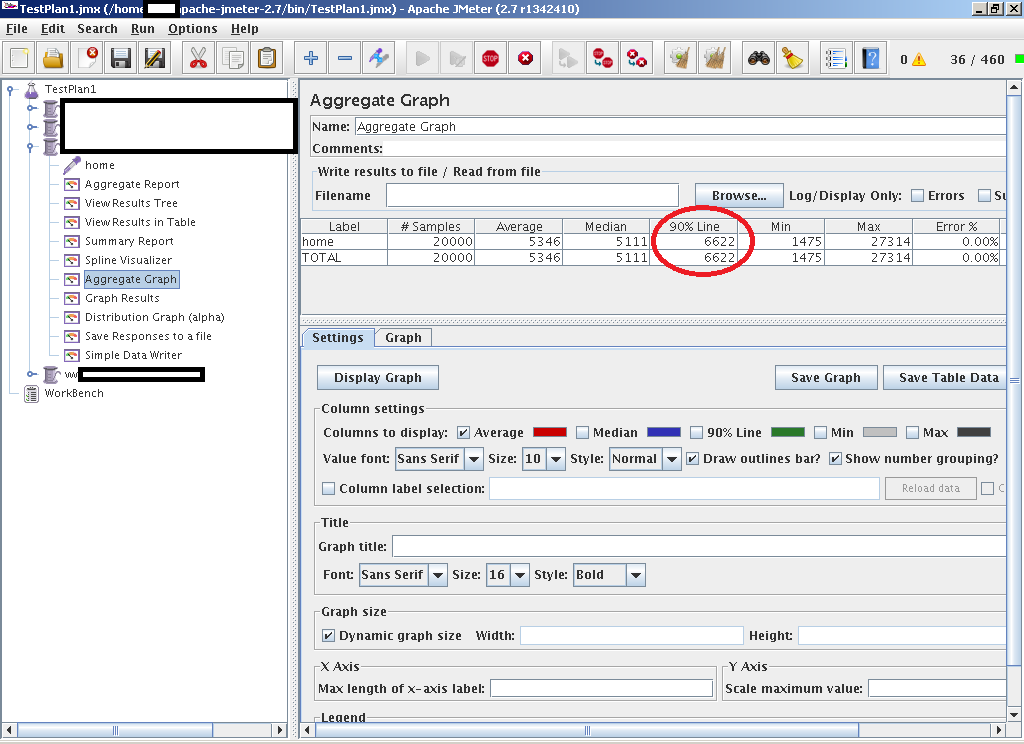 TestPlan1.jmx (/home pache-jmeter-2.7/bin/TestPlan1.jmx) - Apache JMeter (2.7 r1342410)
File Edit Search Run Options Help
STOP STOP 0 36 / 460
TestPlan1
home
Aggregate Report
View Results Tree
View Results in Table
Summary Report
Spline Visualizer
Aggregate Graph
Graph Results
Distribution Graph (alpha)
Save Responses to a file
Simple Data Writer
WorkBench
Aggregate Graph
Name: Aggregate Graph
Comments:
Write results to file / Read from file
Filename Browse... Log/Display Only: Errors Su
Label # Samples Average Median 90% Line Min Max Error %
home 20000 5346 5111 6622 1475 27314 0.00%
TOTAL 20000 5346 5111 6622 1475 27314 0.00%
Settings Graph
Display Graph Save Graph Save Table Data
Column settings
Columns to display: Average Median 90% Line Min Max
Value font: Sans Serif Size: 10 Style: Normal Draw outlines bar? Show number grouping?
Column label selection: Reload data C
Title
Graph title:
Font: Sans Serif Size: 16 Style: Bold
Graph size
Dynamic graph size Width: Height:
X Axis Y Axis
Max length of x-axis label: Scale maximum value:
Legend